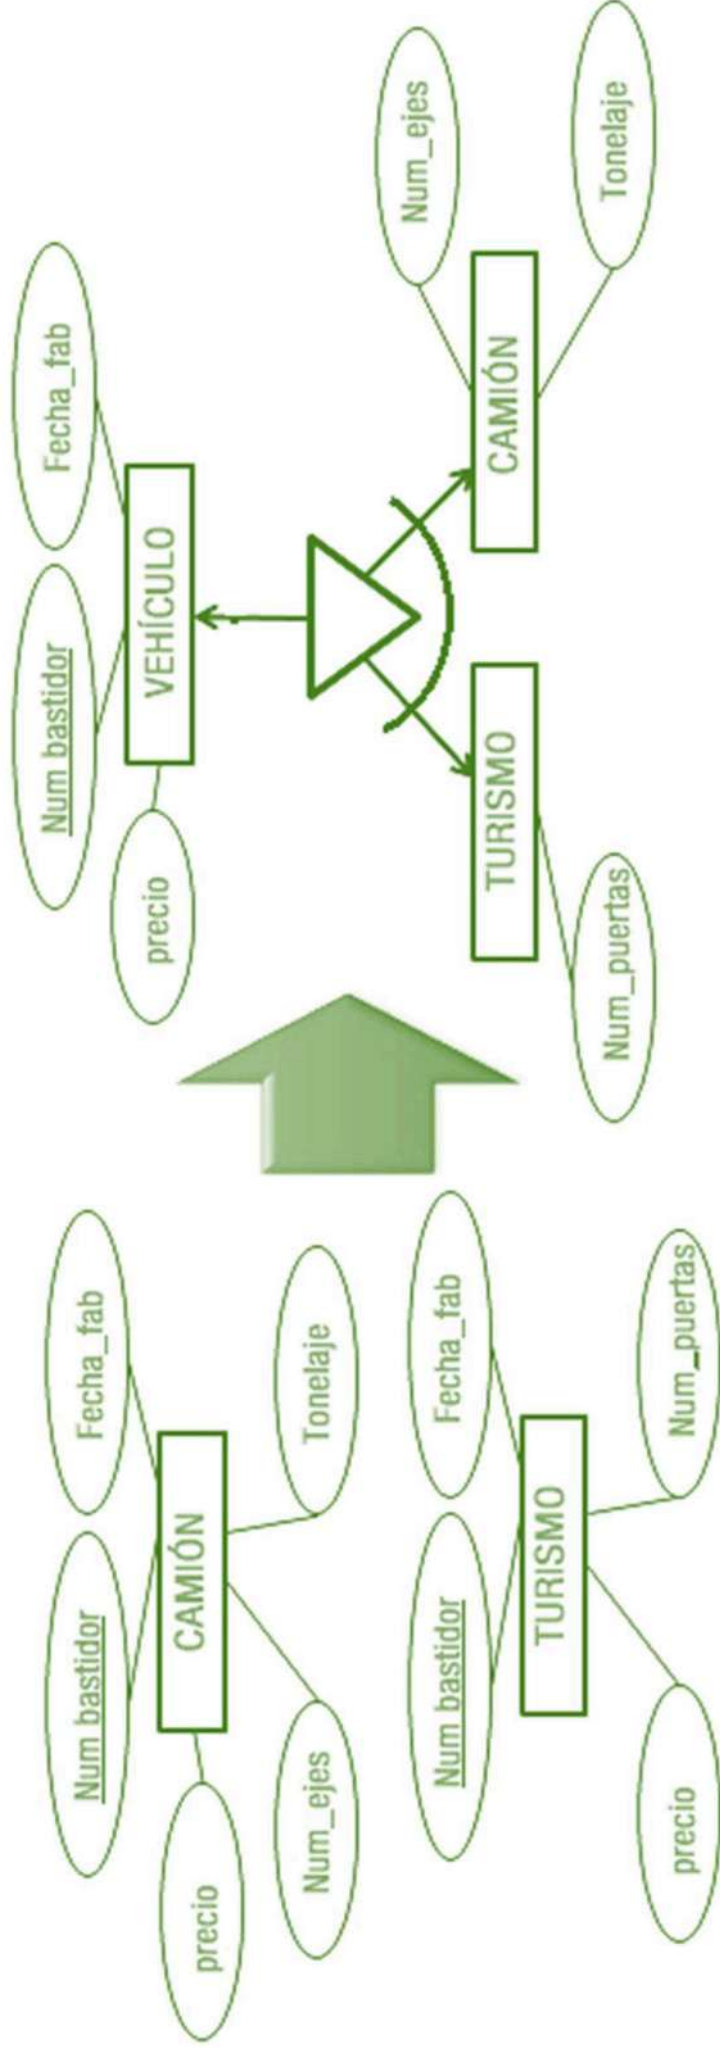 Num bastidor
Fecha_fab
precio
CAMIÓN
Num_ejes
Tonelaje
Num bastidor
Fecha_fab
TURISMO
precio
Num_puertas
Num bastidor
Fecha_fab
precio
VEHÍCULO
TURISMO
CAMIÓN
Num_ejes
Num_puertas
Tonelaje